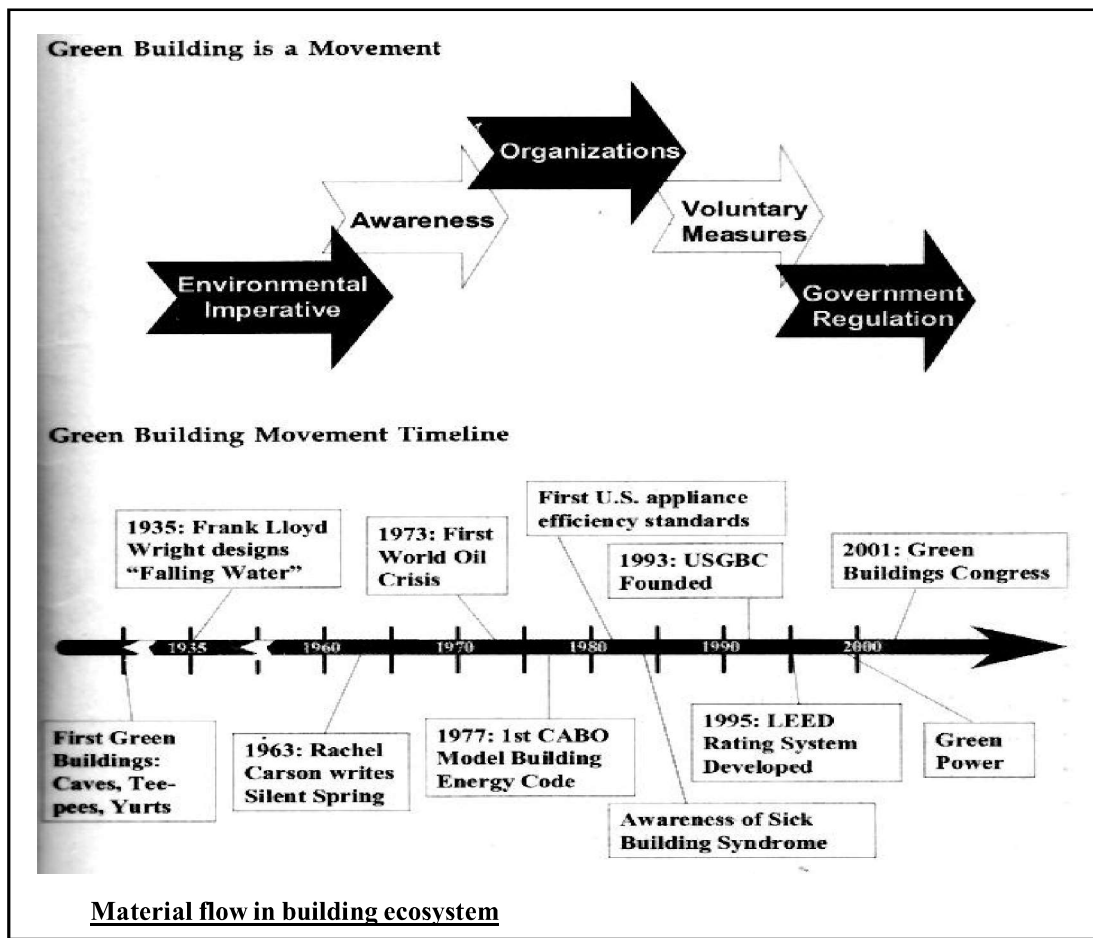 Green Building is a Movement
Organizations
Awareness
Voluntary
Measures
Environmental
Imperative
Government
Regulation
Green Building Movement Timeline
First U.S. appliance
efficiency standards
1935: Frank Lloyd
Wright designs
“Falling Water”
1973: First
World Oil
Crisis
1993: USGBC
Founded
2001: Green
Buildings Congress
1935
1960
1970
1980
1990
2000
First Green
Buildings:
Caves, Tee-
pees, Yurts
1963: Rachel
Carson writes
Silent Spring
1977: 1st CABO
Model Building
Energy Code
1995: LEED
Rating System
Developed
Green
Power
Awareness of Sick
Building Syndrome
Material flow in building ecosystem